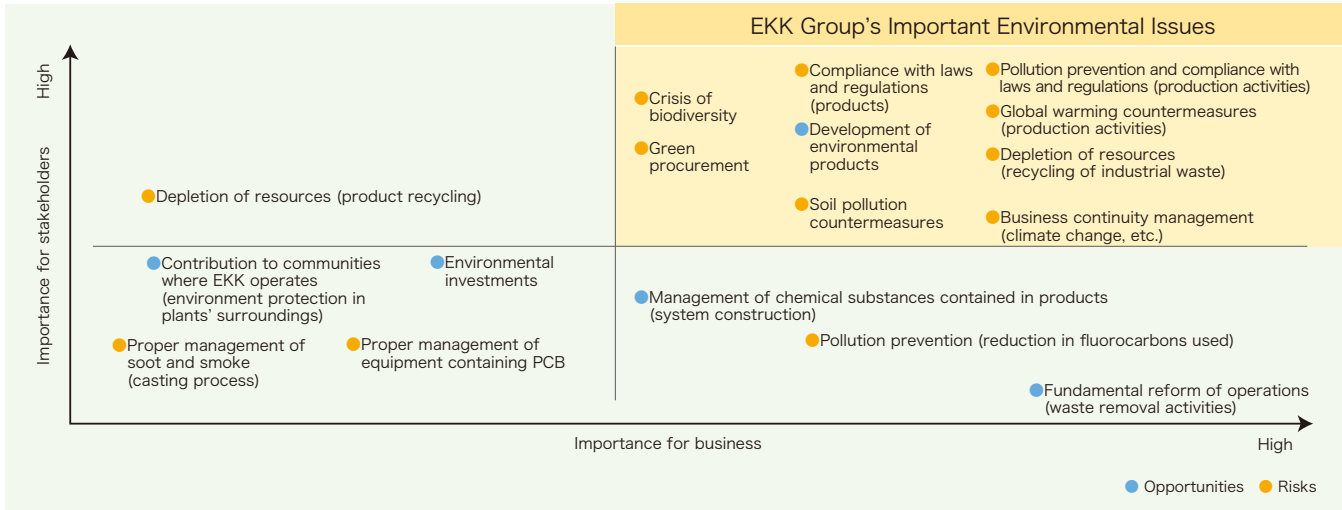 EKK Group's Important Environmental Issues
High
Importance for stakeholders
Crisis of
biodiversity
Green
procurement
Compliance with laws
and regulations
(products)
Development of
environmental
products
Soil pollution
countermeasures
Pollution prevention and compliance with
laws and regulations (production activities)
Global warming countermeasures
(production activities)
Depletion of resources
(recycling of industrial waste)
Business continuity management
(climate change, etc.)
Depletion of resources (product recycling)
Contribution to communities
where EKK operates
(environment protection in
plants' surroundings)
Environmental
investments
Proper management of
soot and smoke
(casting process)
Proper management of
equipment containing PCB
Management of chemical substances contained in products
(system construction)
Pollution prevention (reduction in fluorocarbons used)
Fundamental reform of operations
(waste removal activities)
Importance for business
High
Opportunities
Risks